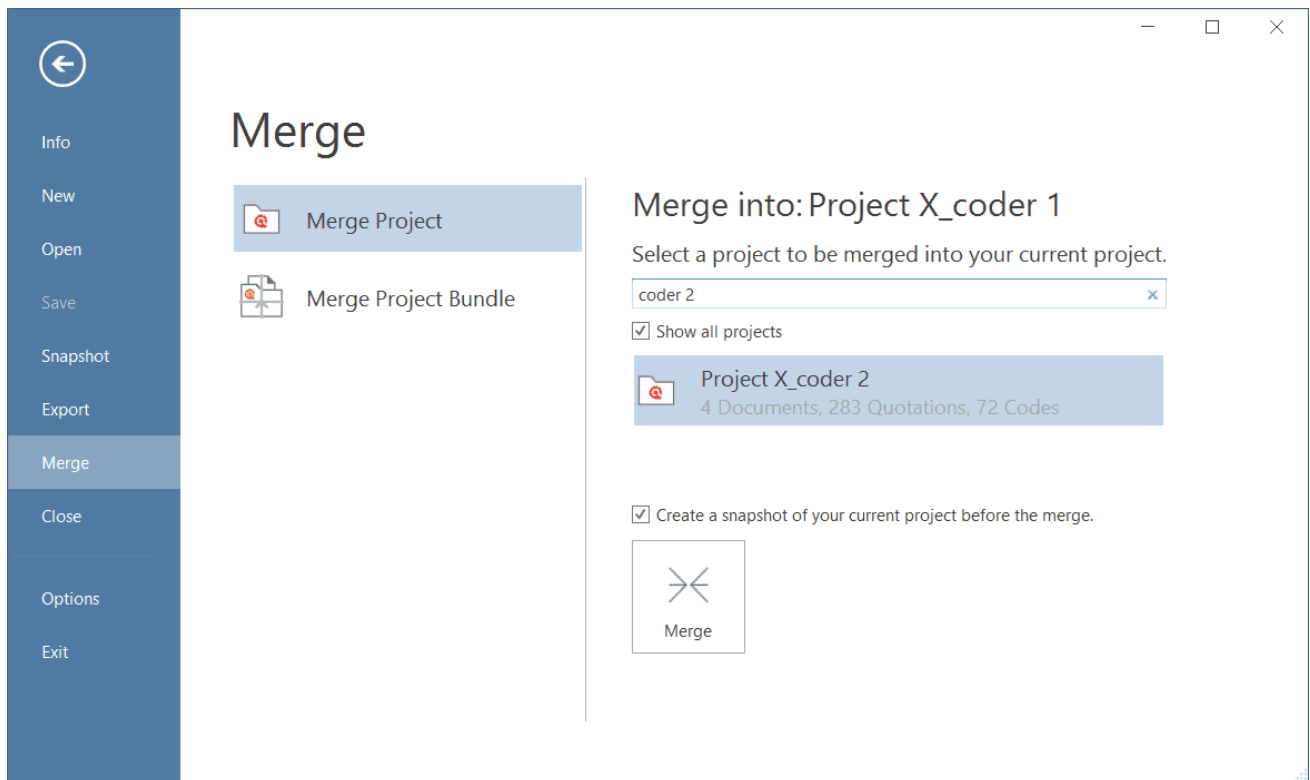 Info
New
Open
Save
Snapshot
Export
Merge
Close
Options
Exit
Merge
Merge Project
Merge Project Bundle
Merge into: Project X_coder 1
Select a project to be merged into your current project.
coder 2
Show all projects
Project X_coder 2
4 Documents, 283 Quotations, 72 Codes
Create a snapshot of your current project before the merge.
Merge